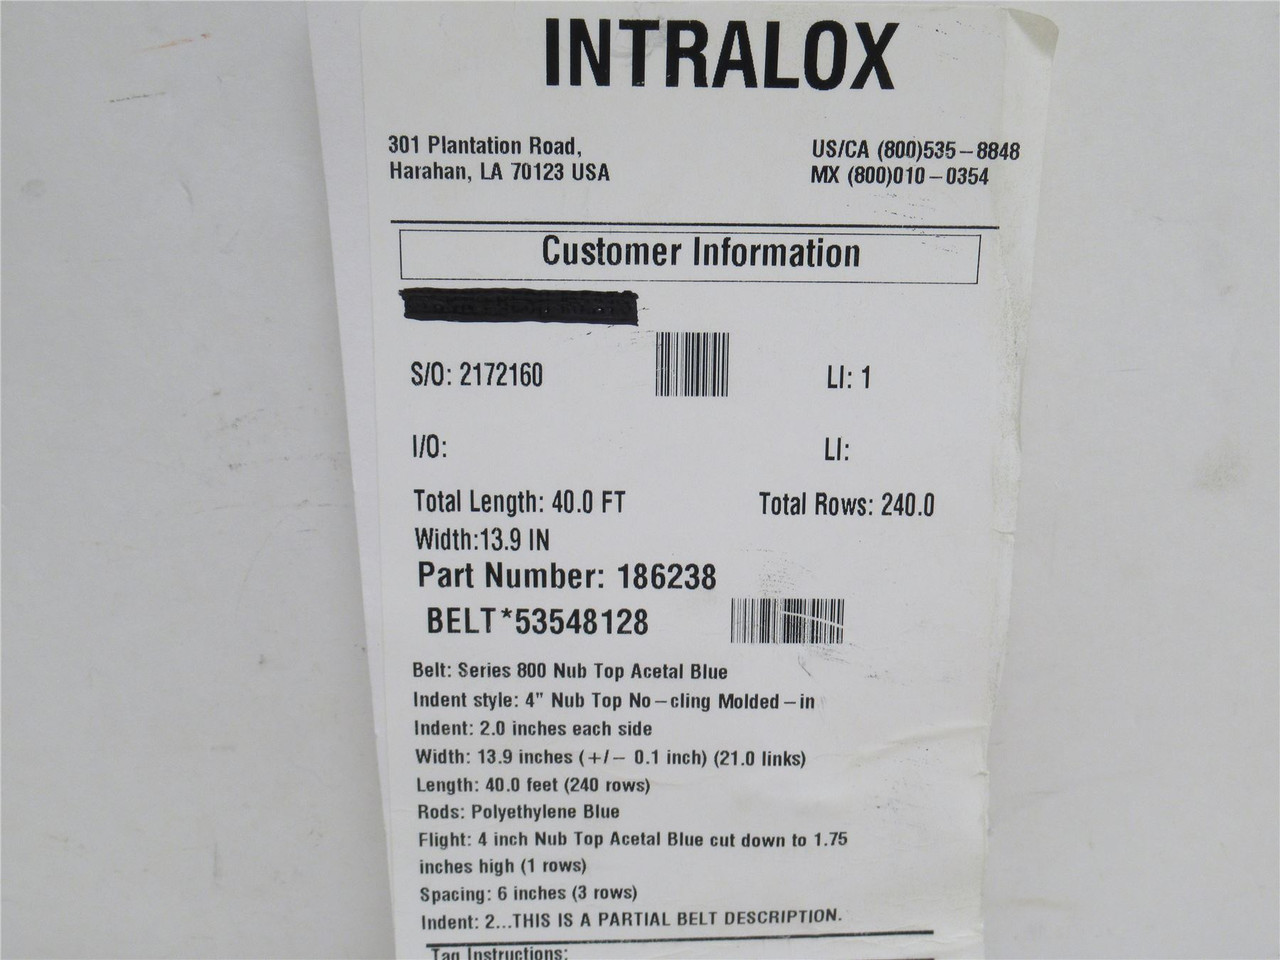 INTRALOX
301 Plantation Road,
Harahan, LA 70123 USA
US/CA (800)535-8848
MX (800)010-0354
Customer Information
S/O: 2172160
LI: 1
I/O:
LI:
Total Length: 40.0 FT
Total Rows: 240.0
Width:13.9 IN
Part Number: 186238
BELT*53548128
Belt: Series 800 Nub Top Acetal Blue
Indent style: 4" Nub Top No-cling Molded-in
Indent: 2.0 inches each side
Width: 13.9 inches (+/- 0.1 inch) (21.0 links)
Length: 40.0 feet (240 rows)
Rods: Polyethylene Blue
Flight: 4 inch Nub Top Acetal Blue cut down to 1.75
inches high (1 rows)
Spacing: 6 inches (3 rows)
Indent: 2...THIS IS A PARTIAL BELT DESCRIPTION.
Tag Instructions: